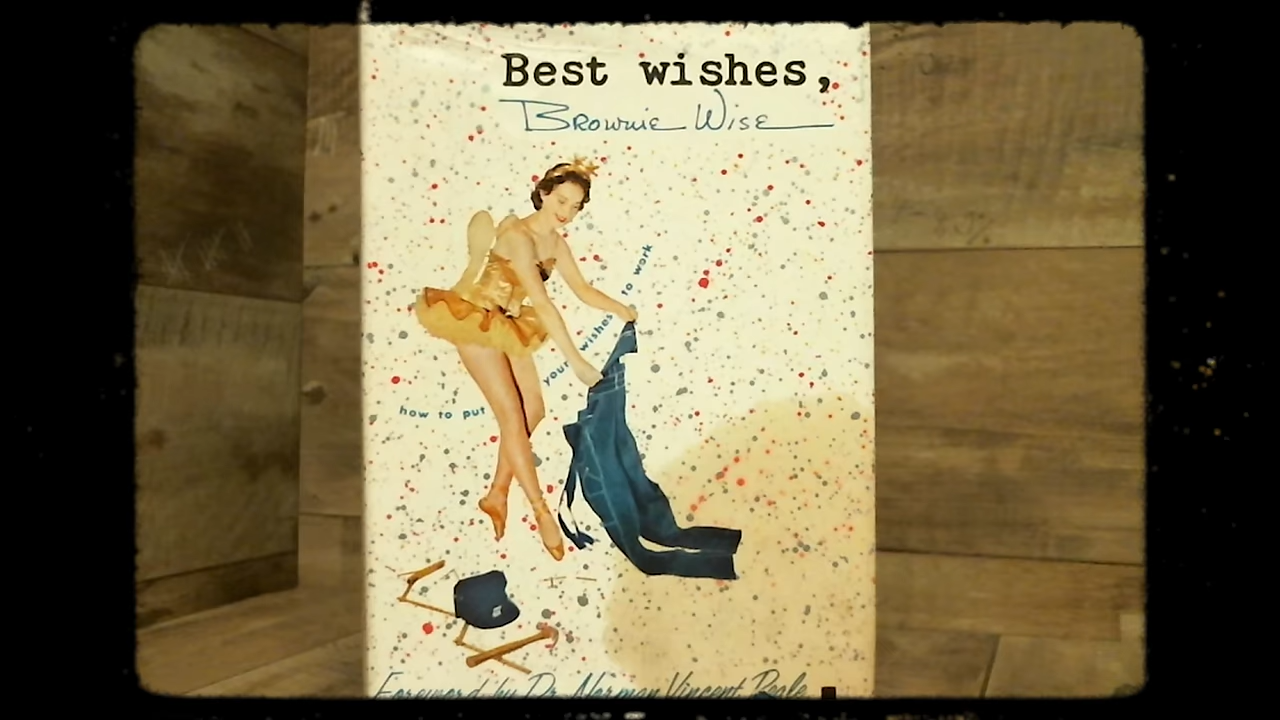 Best wishes,
Brownie Wise
how to put your wishes to work
Foreword by Dr. Norman Vincent Peale